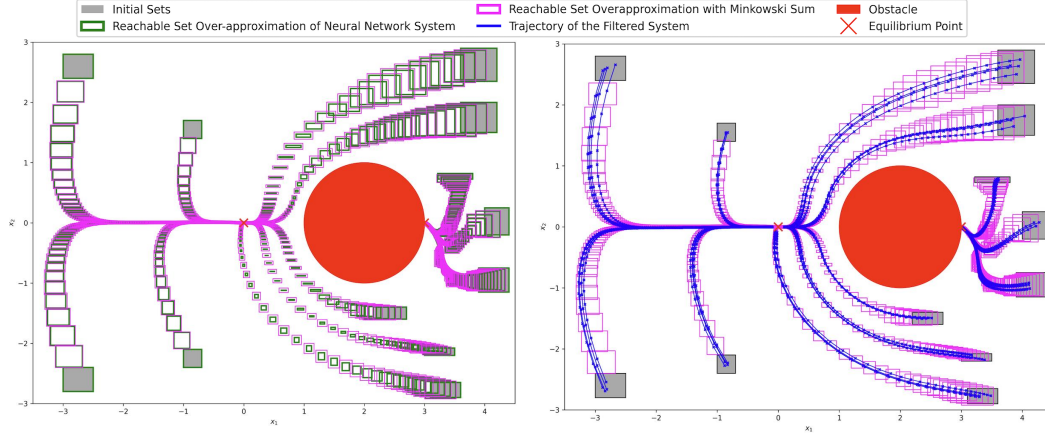 Initial Sets
Reachable Set Over-approximation of Neural Network System
Reachable Set Overapproximation with Minkowski Sum
Trajectory of the Filtered System
Obstacle
Equilibrium Point
3
2
1
0
−1
−2
−3
x₂
−3 −2 −1 0 1 2 3 4
x₁
3
2
1
0
−1
−2
−3
x₂
−3 −2 −1 0 1 2 3 4
x₁